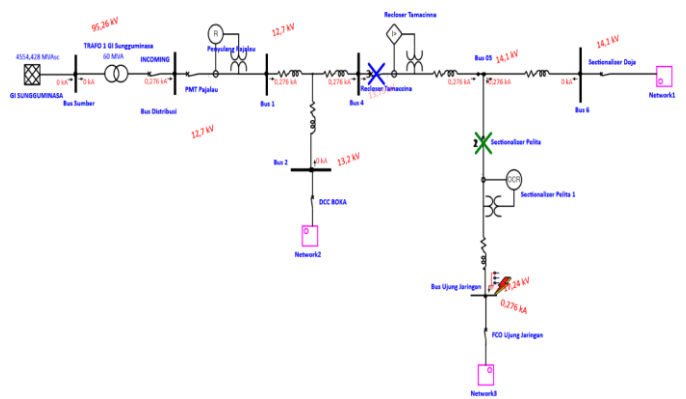 95,26 kV
4554,428 MVAsc
GI SUNGGUMINASA
0 kA
0 kA
Bus Sumber
TRAFO 1 GI Sungguminasa
60 MVA
INCOMING
0,276 kA
Bus Distribusi
PMT Pajalau
12,7 kV
R
Penyulang Pajalau
12,7 kV
0,276 kA
0,276 kA
Bus 1
0,276 kA
Bus 4
Recloser Tamacinna
I>
Recloser Tamacinna
0,276 kA
Bus 05
14,1 kV
0,276 kA
0 kA
14,1 kV
Bus 6
Sectionalizer Daja
Network1
Bus 2
0 kA
13,2 kV
DCC BOKA
Network2
2
Sectionalizer Pelita
OCR
Sectionalizer Pelita 1
Bus Ujung Jaringan
0,276 kA
FCO Ujung Jaringan
Network3